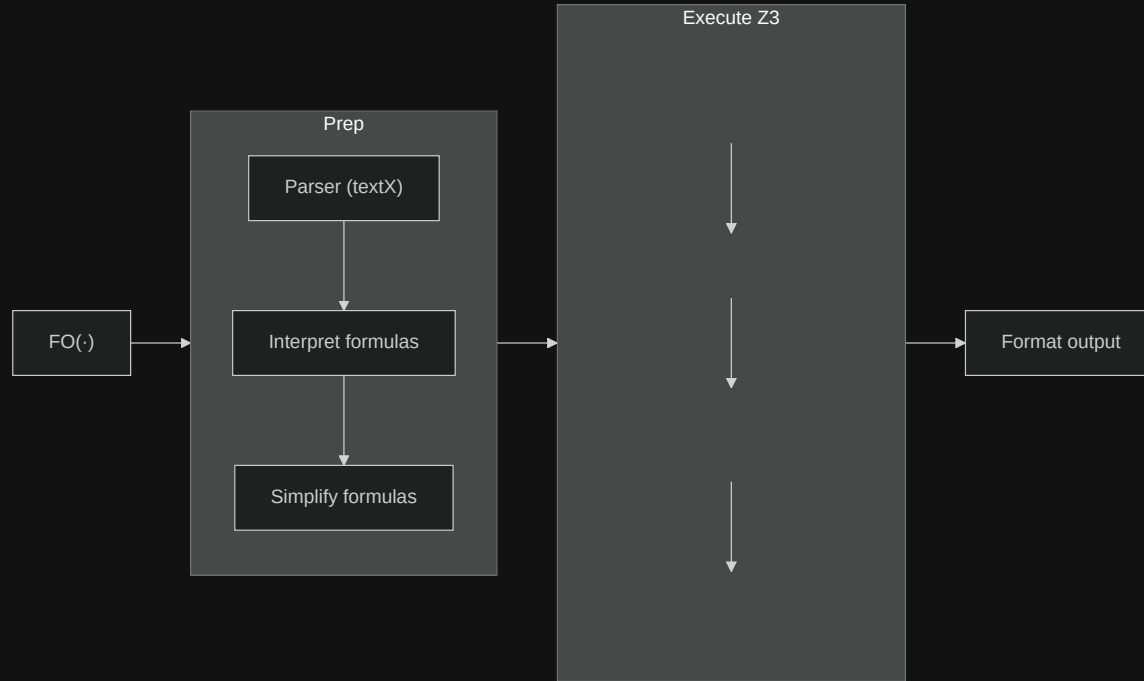 Execute Z3
Prep
Parser (textX)
FO(·)
Interpret formulas
Format output
Simplify formulas